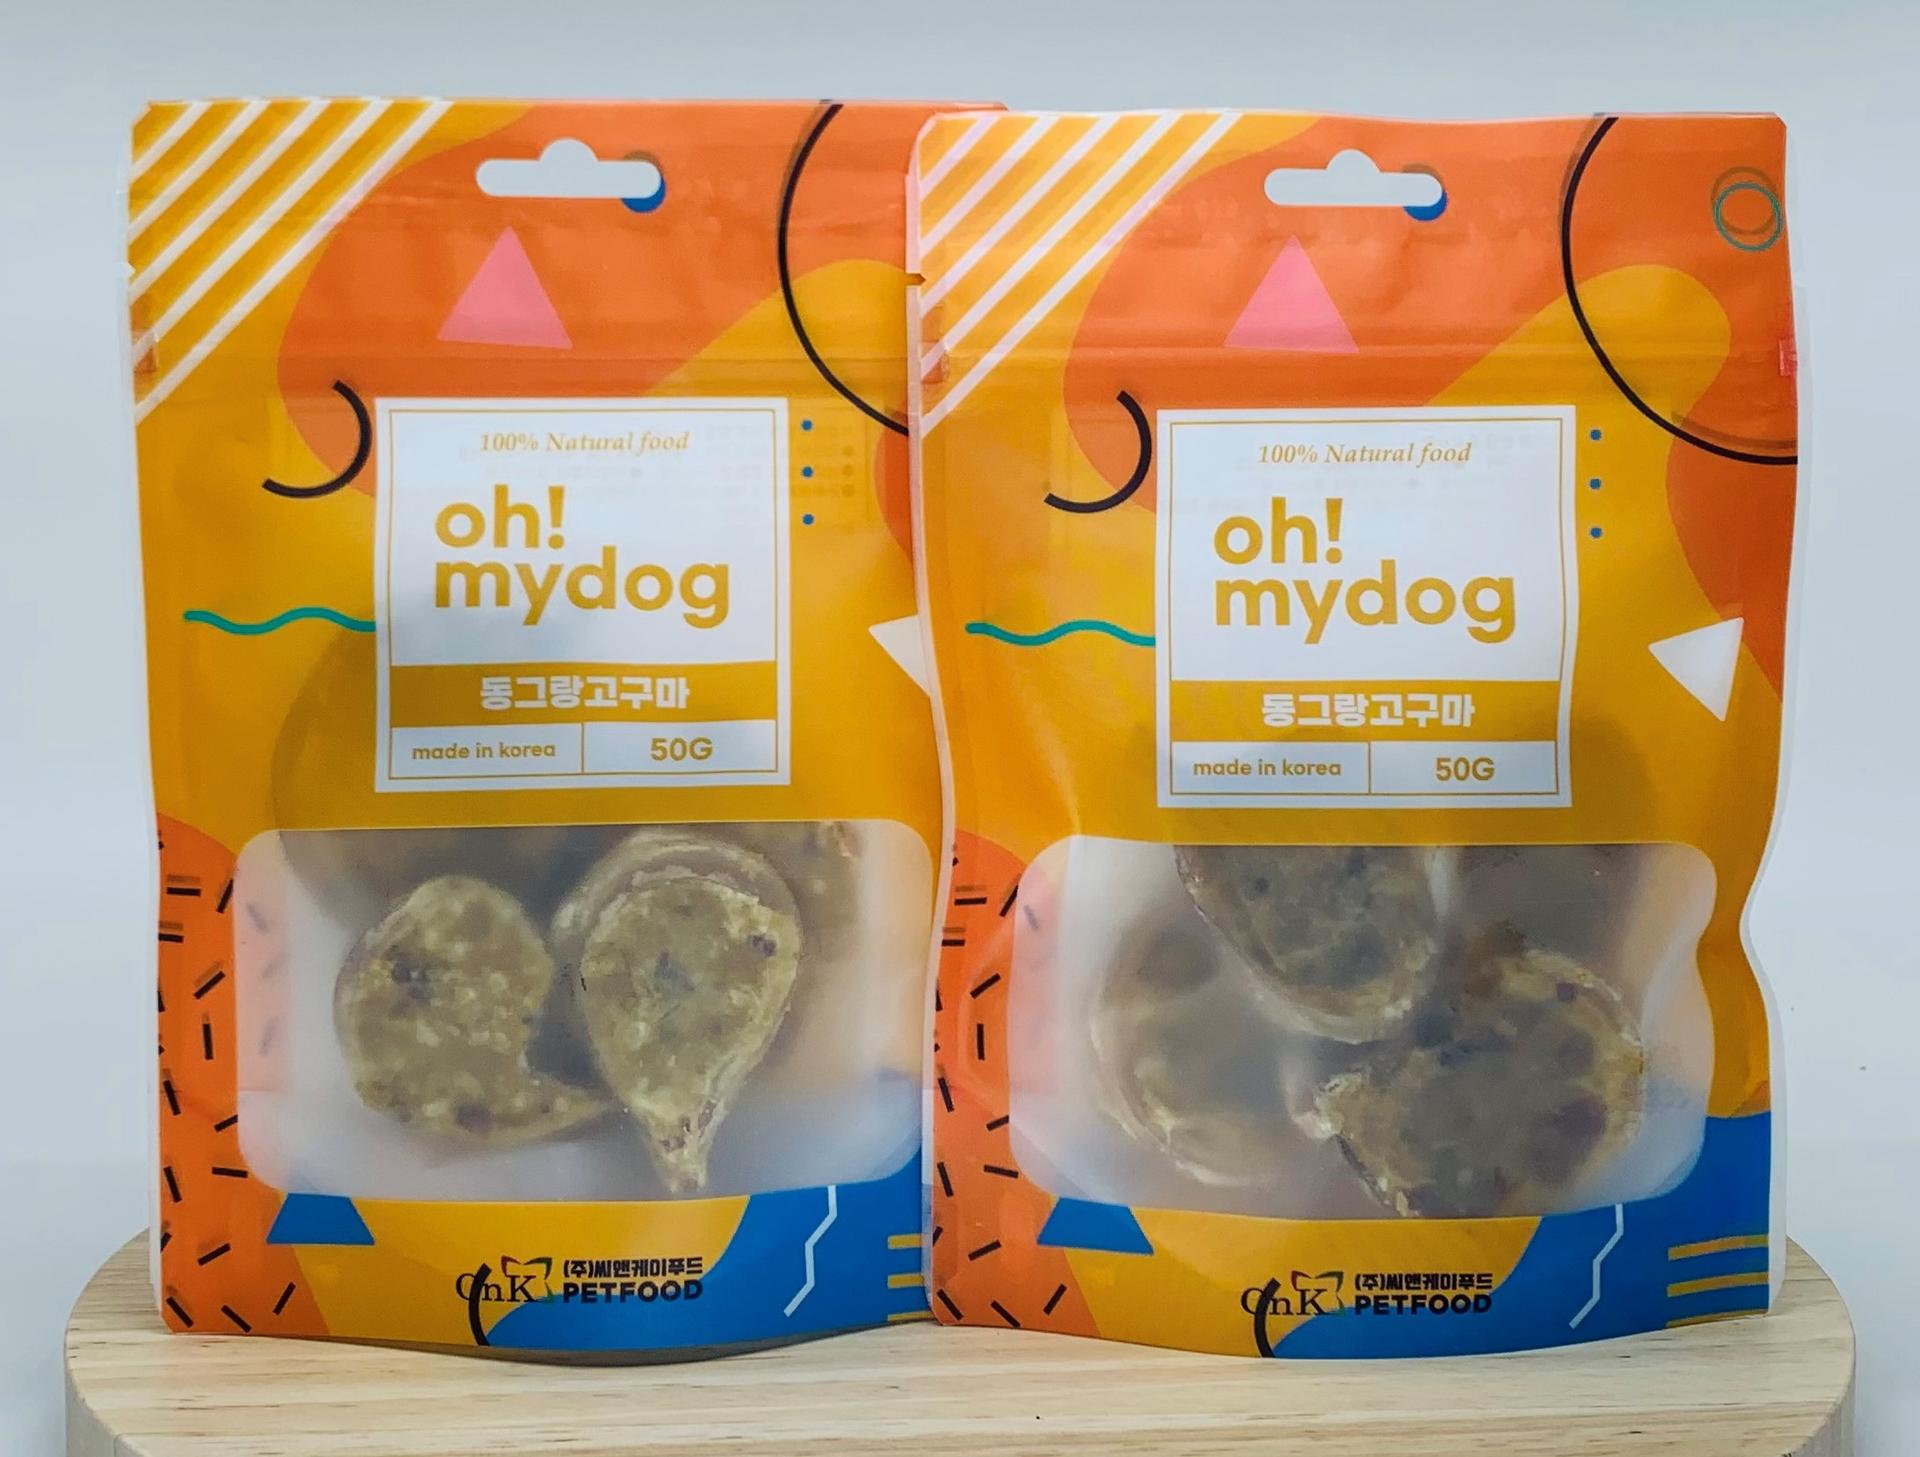 100% Natural food
oh!
mydog
동그랑고구마
made in korea
50G
CnK
(주)씨앤케이푸드
PETFOOD
100% Natural food
oh!
mydog
동그랑고구마
made in korea
50G
CnK
(주)씨앤케이푸드
PETFOOD